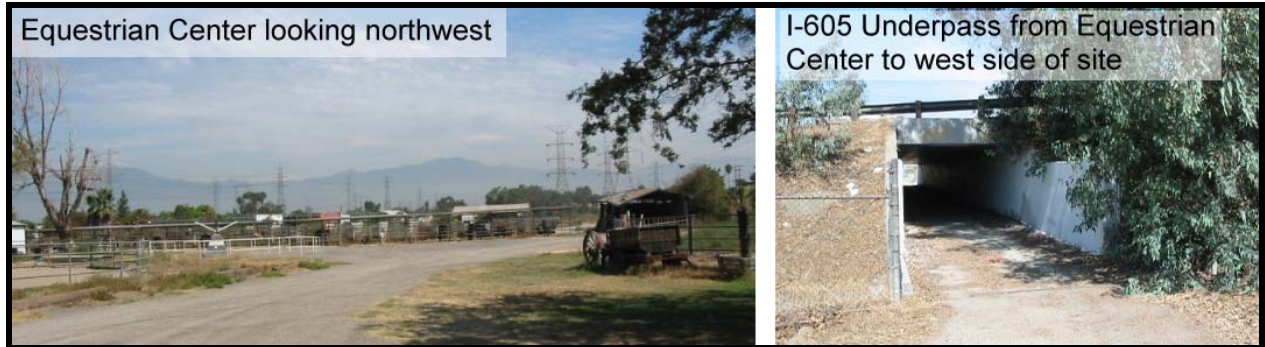 Equestrian Center looking northwest
I-605 Underpass from Equestrian
Center to west side of site